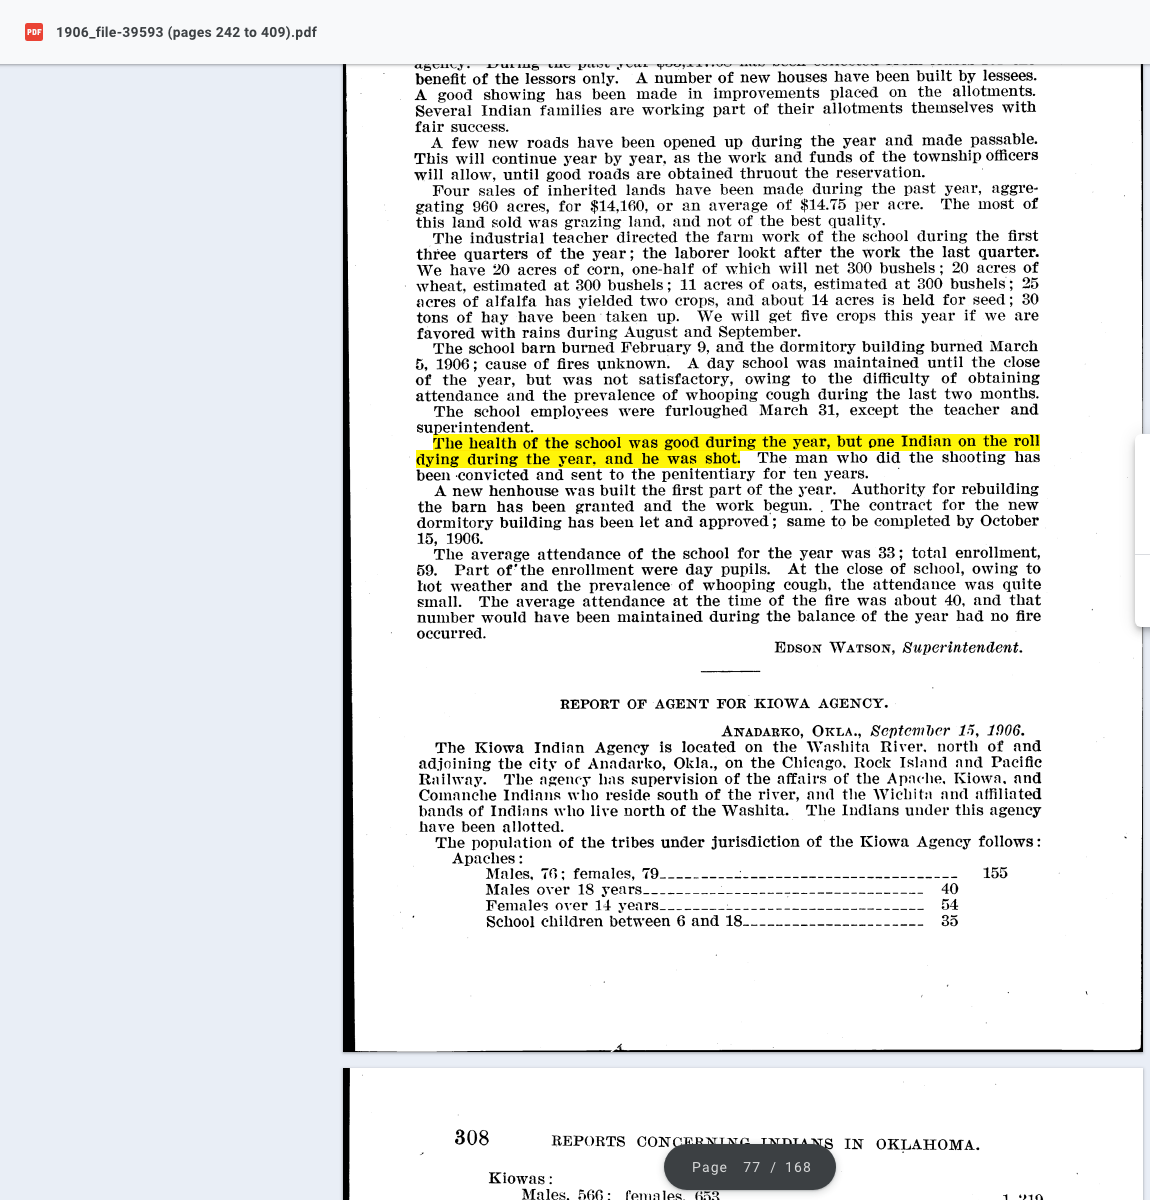 PDF 1906_file-39593 (pages 242 to 409).pdf
agency. During the past year
benefit of the lessors only. A number of new houses have been built by lessees.
A good showing has been made in improvements placed on the allotments.
Several Indian families are working part of their allotments themselves with
fair success.
A few new roads have been opened up during the year and made passable.
This will continue year by year, as the work and funds of the township officers
will allow, until good roads are obtained thruout the reservation.
Four sales of inherited lands have been made during the past year, aggre-
gating 960 acres, for $14,160, or an average of $14.75 per acre. The most of
this land sold was grazing land, and not of the best quality.
The industrial teacher directed the farm work of the school during the first
three quarters of the year; the laborer lookt after the work the last quarter.
We have 20 acres of corn, one-half of which will net 300 bushels; 20 acres of
wheat, estimated at 300 bushels; 11 acres of oats, estimated at 300 bushels; 25
acres of alfalfa has yielded two crops, and about 14 acres is held for seed; 30
tons of hay have been taken up. We will get five crops this year if we are
favored with rains during August and September.
The school barn burned February 9, and the dormitory building burned March
5, 1906; cause of fires unknown. A day school was maintained until the close
of the year, but was not satisfactory, owing to the difficulty of obtaining
attendance and the prevalence of whooping cough during the last two months.
The school employees were furloughed March 31, except the teacher and
superintendent.
The health of the school was good during the year, but one Indian on the roll
dying during the year, and he was shot. The man who did the shooting has
been convicted and sent to the penitentiary for ten years.
A new henhouse was built the first part of the year. Authority for rebuilding
the barn has been granted and the work begun. The contract for the new
dormitory building has been let and approved; same to be completed by October
15, 1906.
The average attendance of the school for the year was 33; total enrollment,
59. Part of the enrollment were day pupils. At the close of school, owing to
hot weather and the prevalence of whooping cough, the attendance was quite
small. The average attendance at the time of the fire was about 40, and that
number would have been maintained during the balance of the year had no fire
occurred.
EDSON WATSON, Superintendent.
REPORT OF AGENT FOR KIOWA AGENCY.
ANADARKO, OKLA., September 15, 1906.
The Kiowa Indian Agency is located on the Washita River, north of and
adjoining the city of Anadarko, Okla., on the Chicago, Rock Island and Pacific
Railway. The agency has supervision of the affairs of the Apache, Kiowa, and
Comanche Indians who reside south of the river, and the Wichita and affiliated
bands of Indians who live north of the Washita. The Indians under this agency
have been allotted.
The population of the tribes under jurisdiction of the Kiowa Agency follows:
Apaches:
Males, 76; females, 79 155
Males over 18 years 40
Females over 14 years 54
School children between 6 and 18 35
308 REPORTS CONCERNING INDIANS IN OKLAHOMA.
Page 77 / 168
Kiowas:
Males, 566; females, 653 1,219